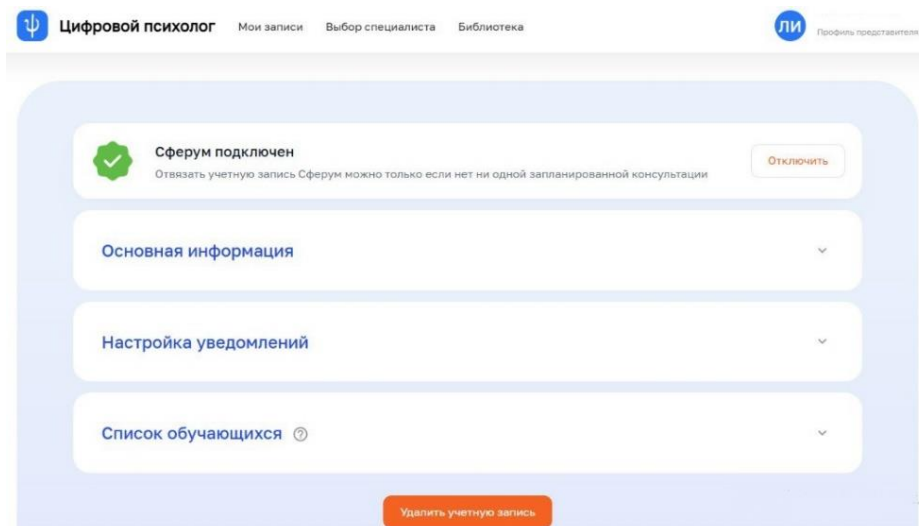 Ψ Цифровой психолог Мои записи Выбор специалиста Библиотека ЛИ Профиль представителя
Сферум подключен
Отвязать учетную запись Сферум можно только если нет ни одной запланированной консультации
Отключить
Основная информация
Настройка уведомлений
Список обучающихся ?
Удалить учетную запись